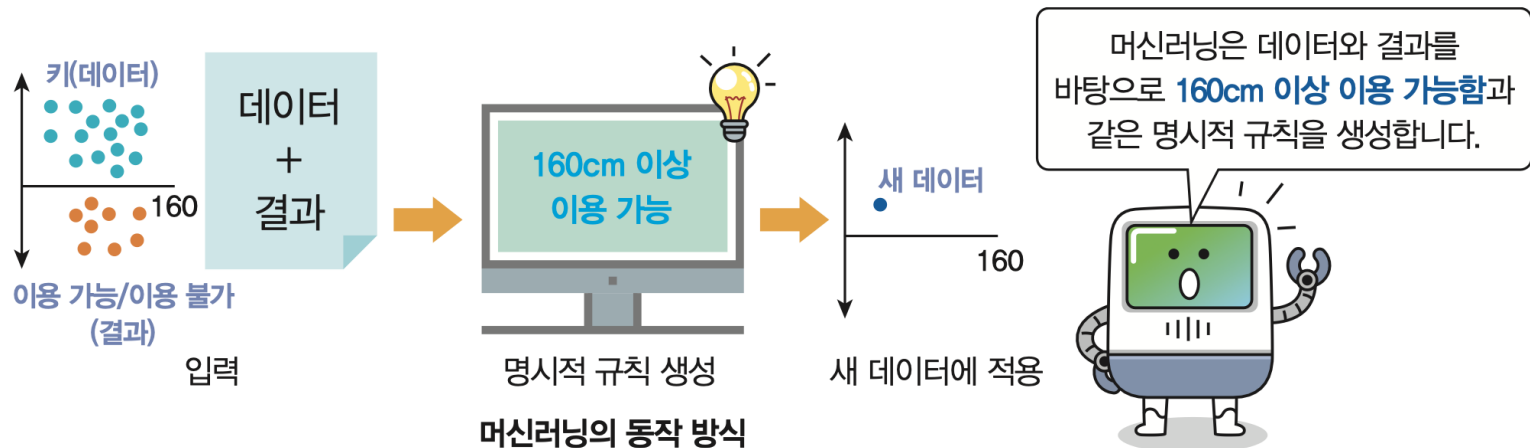 키(데이터)
160
이용 가능/이용 불가
(결과)
데이터
+
결과
입력
160cm 이상
이용 가능
명시적 규칙 생성
새 데이터
160
새 데이터에 적용
머신러닝은 데이터와 결과를
바탕으로 160cm 이상 이용 가능함과
같은 명시적 규칙을 생성합니다.
머신러닝의 동작 방식